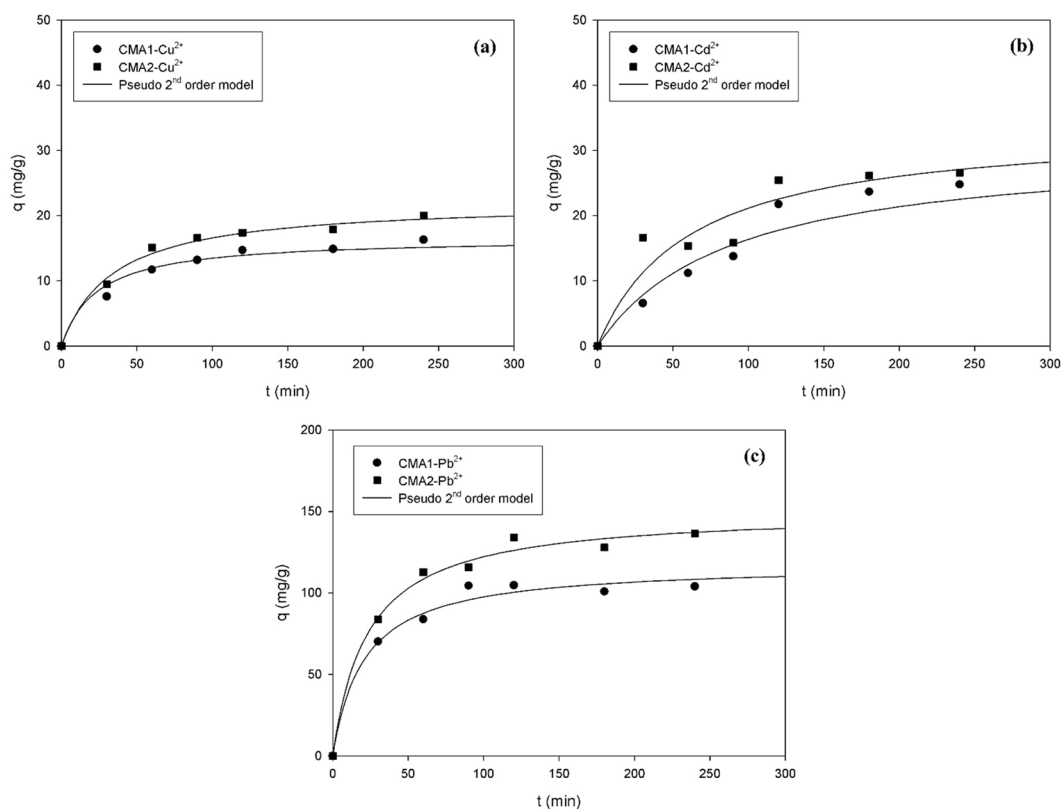 50
40
30
20
10
0
q (mg/g)
CMA1-Cu²⁺
CMA2-Cu²⁺
Pseudo 2ⁿᵈ order model
(a)
0 50 100 150 200 250 300
t (min)
50
40
30
20
10
0
q (mg/g)
CMA1-Cd²⁺
CMA2-Cd²⁺
Pseudo 2ⁿᵈ order model
(b)
0 50 100 150 200 250 300
t (min)
200
150
100
50
0
q (mg/g)
CMA1-Pb²⁺
CMA2-Pb²⁺
Pseudo 2ⁿᵈ order model
(c)
0 50 100 150 200 250 300
t (min)